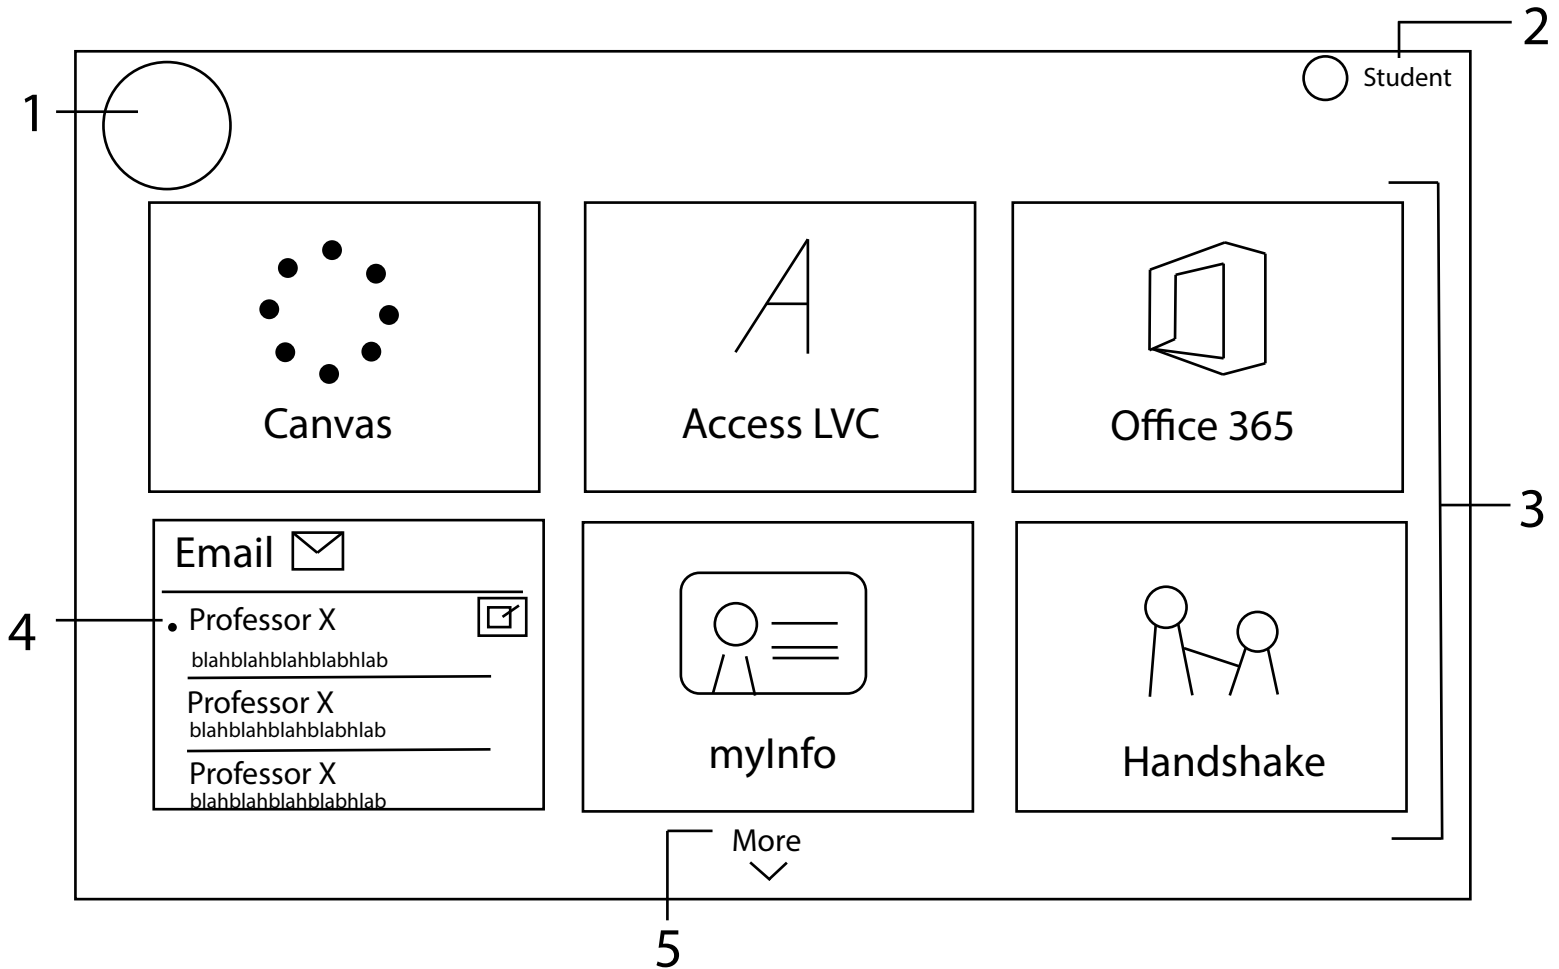 2
Student
1
Canvas
Access LVC
Office 365
3
Email
4
Professor X
blahblahblahblabhlab
Professor X
blahblahblahblabhlab
Professor X
blahblahblahblabhlab
myInfo
Handshake
More
5